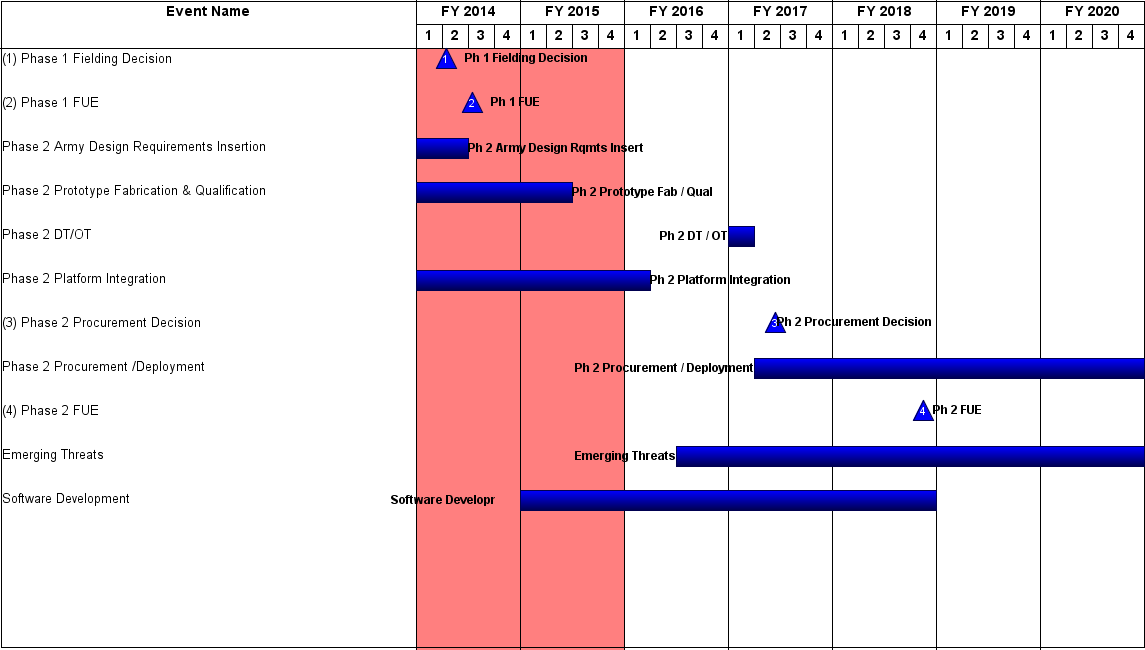 Event Name FY 2014 FY 2015 FY 2016 FY 2017 FY 2018 FY 2019 FY 2020
1 2 3 4 1 2 3 4 1 2 3 4 1 2 3 4 1 2 3 4 1 2 3 4 1 2 3 4
(1) Phase 1 Fielding Decision 1 Ph 1 Fielding Decision
(2) Phase 1 FUE 2 Ph 1 FUE
Phase 2 Army Design Requirements Insertion Ph 2 Army Design Rqmts Insert
Phase 2 Prototype Fabrication & Qualification Ph 2 Prototype Fab / Qual
Phase 2 DT/OT Ph 2 DT / OT
Phase 2 Platform Integration Ph 2 Platform Integration
(3) Phase 2 Procurement Decision 3 Ph 2 Procurement Decision
Phase 2 Procurement /Deployment Ph 2 Procurement / Deployment
(4) Phase 2 FUE 4 Ph 2 FUE
Emerging Threats Emerging Threats
Software Development Software Developr